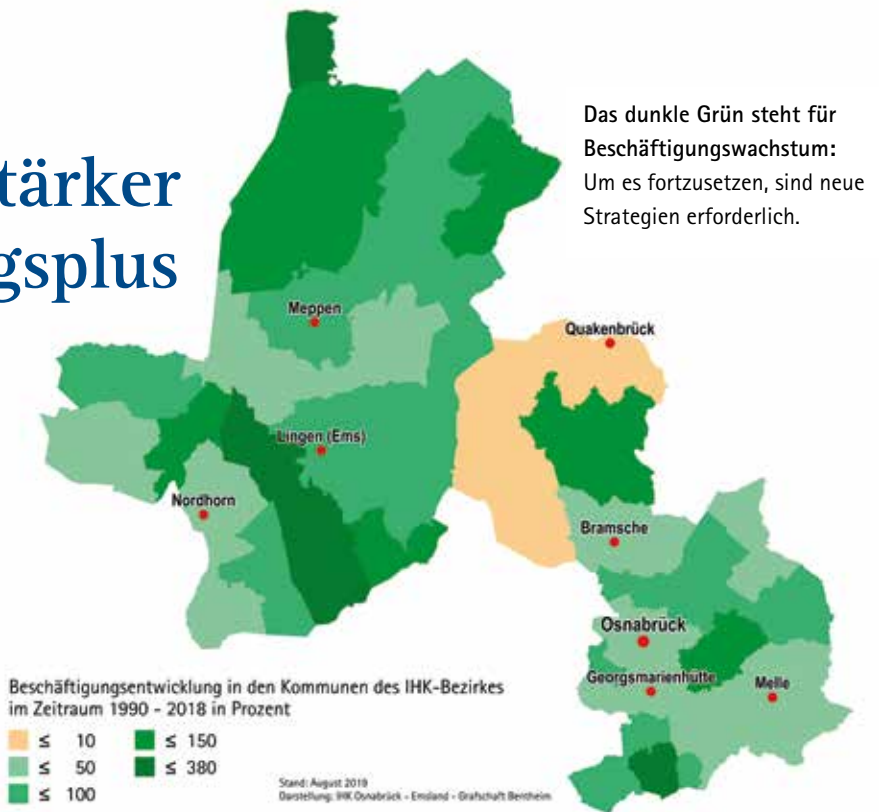 tärker
gsplus
Das dunkle Grün steht für
Beschäftigungswachstum:
Um es fortzusetzen, sind neue
Strategien erforderlich.
Meppen
Quakenbrück
Lingen (Ems)
Nordhorn
Bramsche
Osnabrück
Georgsmarienhütte
Melle
Beschäftigungsentwicklung in den Kommunen des IHK-Bezirkes
im Zeitraum 1990 - 2018 in Prozent
≤ 10
≤ 50
≤ 100
≤ 150
≤ 380
Stand: August 2019
Darstellung: IHK Osnabrück - Emsland - Grafschaft Bentheim